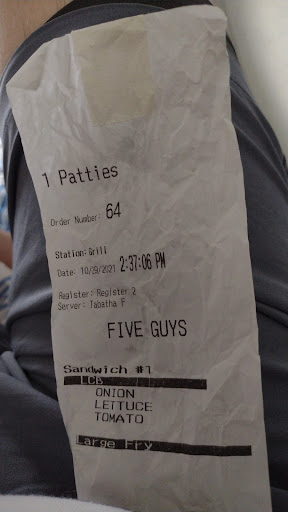 1 Patties
Order Number: 64
Station: Grill
Date: 10/29/2021 2:37:06 PM
Register: Register 2
Server: Tabatha F
FIVE GUYS
Sandwich #1
LCB
ONION
LETTUCE
TOMATO
Large Fry